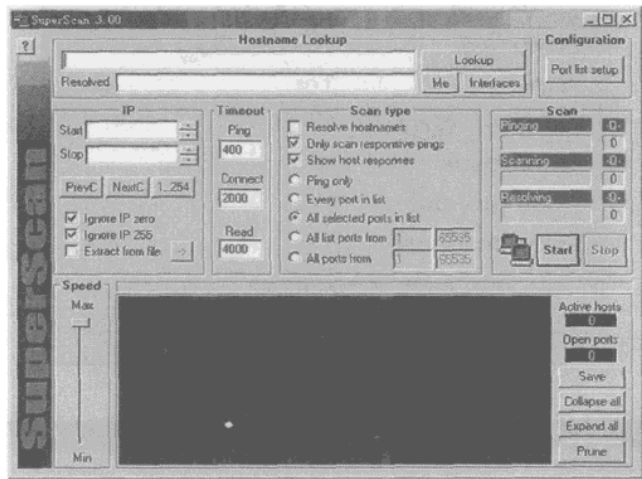 SuperScan 3.00
?
Hostname Lookup
Lookup
Resolved
Me
Interfaces
Configuration
Port list setup
IP
Start
Stop
PrevC
NextC
1..254
Ignore IP zero
Ignore IP 255
Extract from file
->
Timeout
Ping
400
Connect
2000
Read
4000
Scan type
Resolve hostnames
Only scan responsive pings
Show host responses
Ping only
Every port in list
All selected ports in list
All list ports from 1 65535
All ports from 1 65535
Scan
Pinging -0-
0
Scanning -0-
0
Resolving -0-
0
Start
Stop
Speed
Max
Min
Active hosts
0
Open ports
0
Save
Collapse all
Expand all
Prune
SuperScan